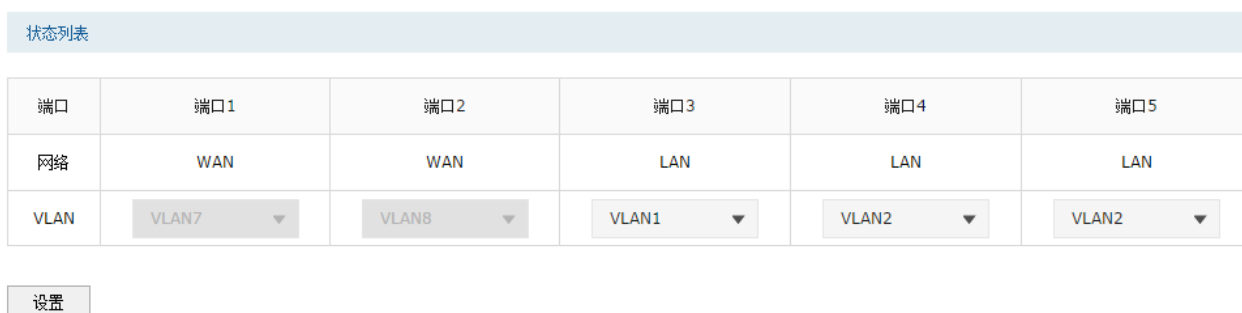 状态列表
端口 端口1 端口2 端口3 端口4 端口5
网络 WAN WAN LAN LAN LAN
VLAN VLAN7 VLAN8 VLAN1 VLAN2 VLAN2
设置